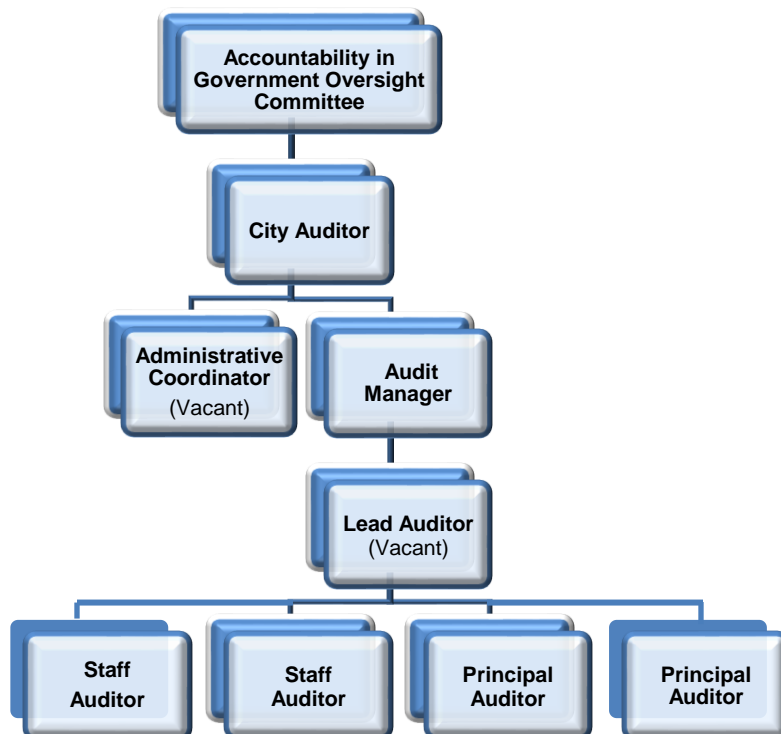 Accountability in
Government Oversight
Committee
City Auditor
Administrative
Coordinator
(Vacant)
Audit
Manager
Lead Auditor
(Vacant)
Staff
Auditor
Staff
Auditor
Principal
Auditor
Principal
Auditor